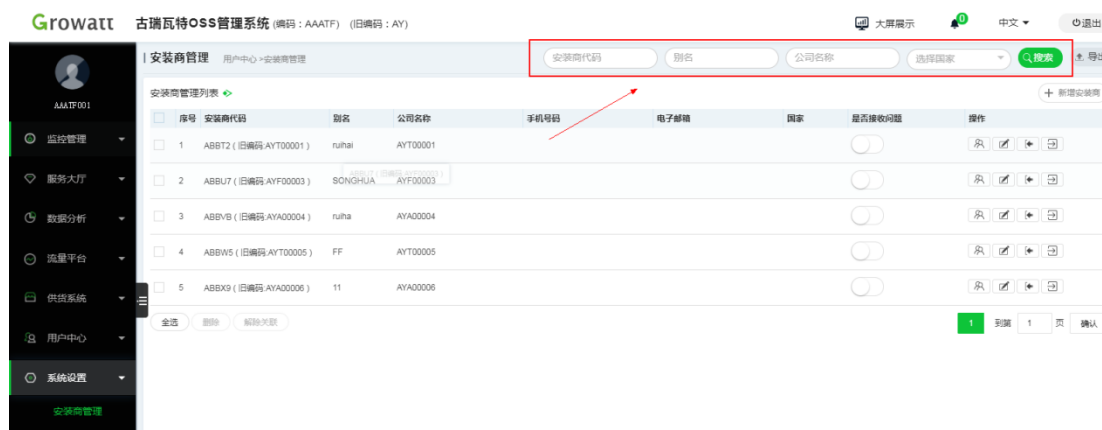 Growatt 古瑞瓦特OSS管理系统 (编码：AAATF) (旧编码：AY) 大屏展示 0 中文 退出
AAATF001
监控管理
服务大厅
数据分析
流量平台
供货系统
用户中心
系统设置
安装商管理
安装商管理 用户中心 >安装商管理 安装商代码 别名 公司名称 选择国家 搜索 导出
安装商管理列表 + 新增安装商
序号 安装商代码 别名 公司名称 手机号码 电子邮箱 国家 是否接收问题 操作
1 ABBT2 ( 旧编码:AYT00001 ) ruihai AYT00001
2 ABBU7 ( 旧编码:AYF00003 ) SONGHUA AYF00003
3 ABBVB ( 旧编码:AYA00004 ) ruiha AYA00004
4 ABBW5 ( 旧编码:AYT00005 ) FF AYT00005
5 ABBX9 ( 旧编码:AYA00006 ) 11 AYA00006
全选 删除 解除关联 1 到第 1 页 确认